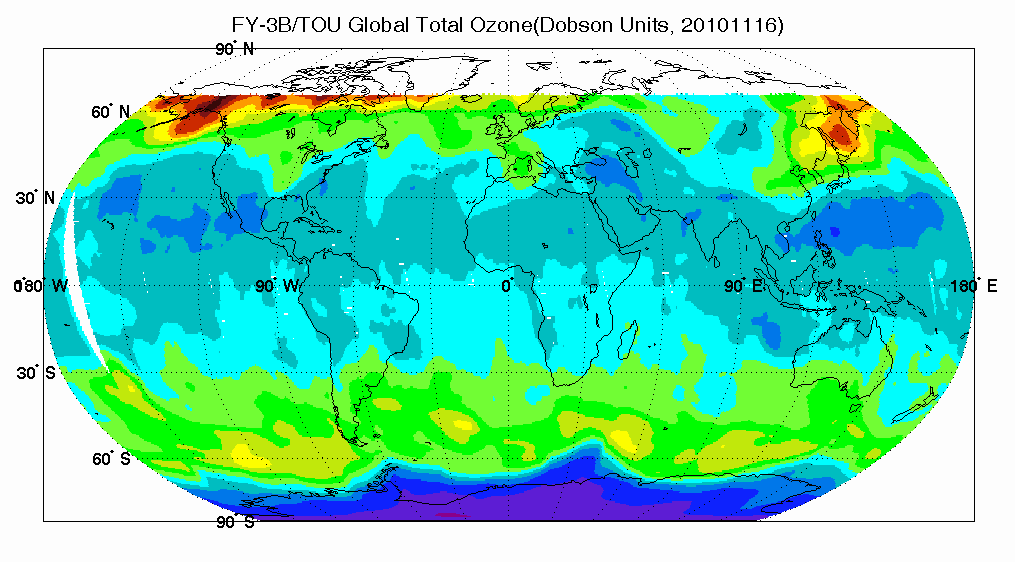 FY-3B/TOU Global Total Ozone(Dobson Units, 20101116)
90° N
60° N
30° N
180° W 90° W 0° 90° E 180° E
30° S
60° S
90° S